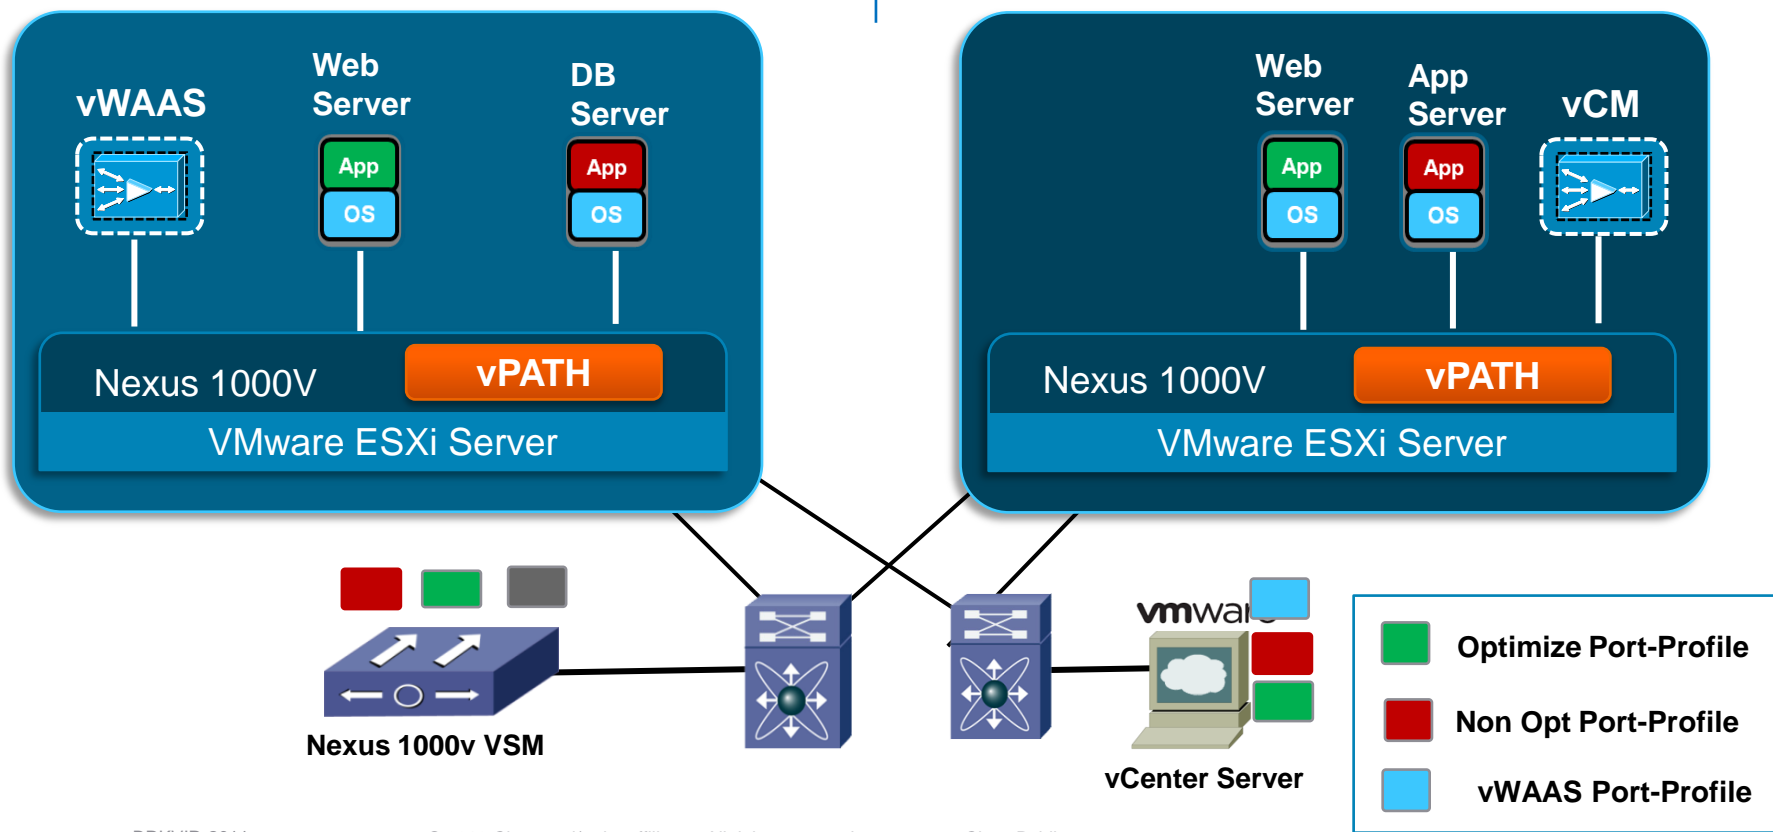 vWAAS
Web
Server
DB
Server
App
OS
App
OS
Nexus 1000V
vPATH
VMware ESXi Server
Web
Server
App
Server
vCM
App
OS
App
OS
Nexus 1000V
vPATH
VMware ESXi Server
Nexus 1000v VSM
vmware
vCenter Server
Optimize Port-Profile
Non Opt Port-Profile
vWAAS Port-Profile